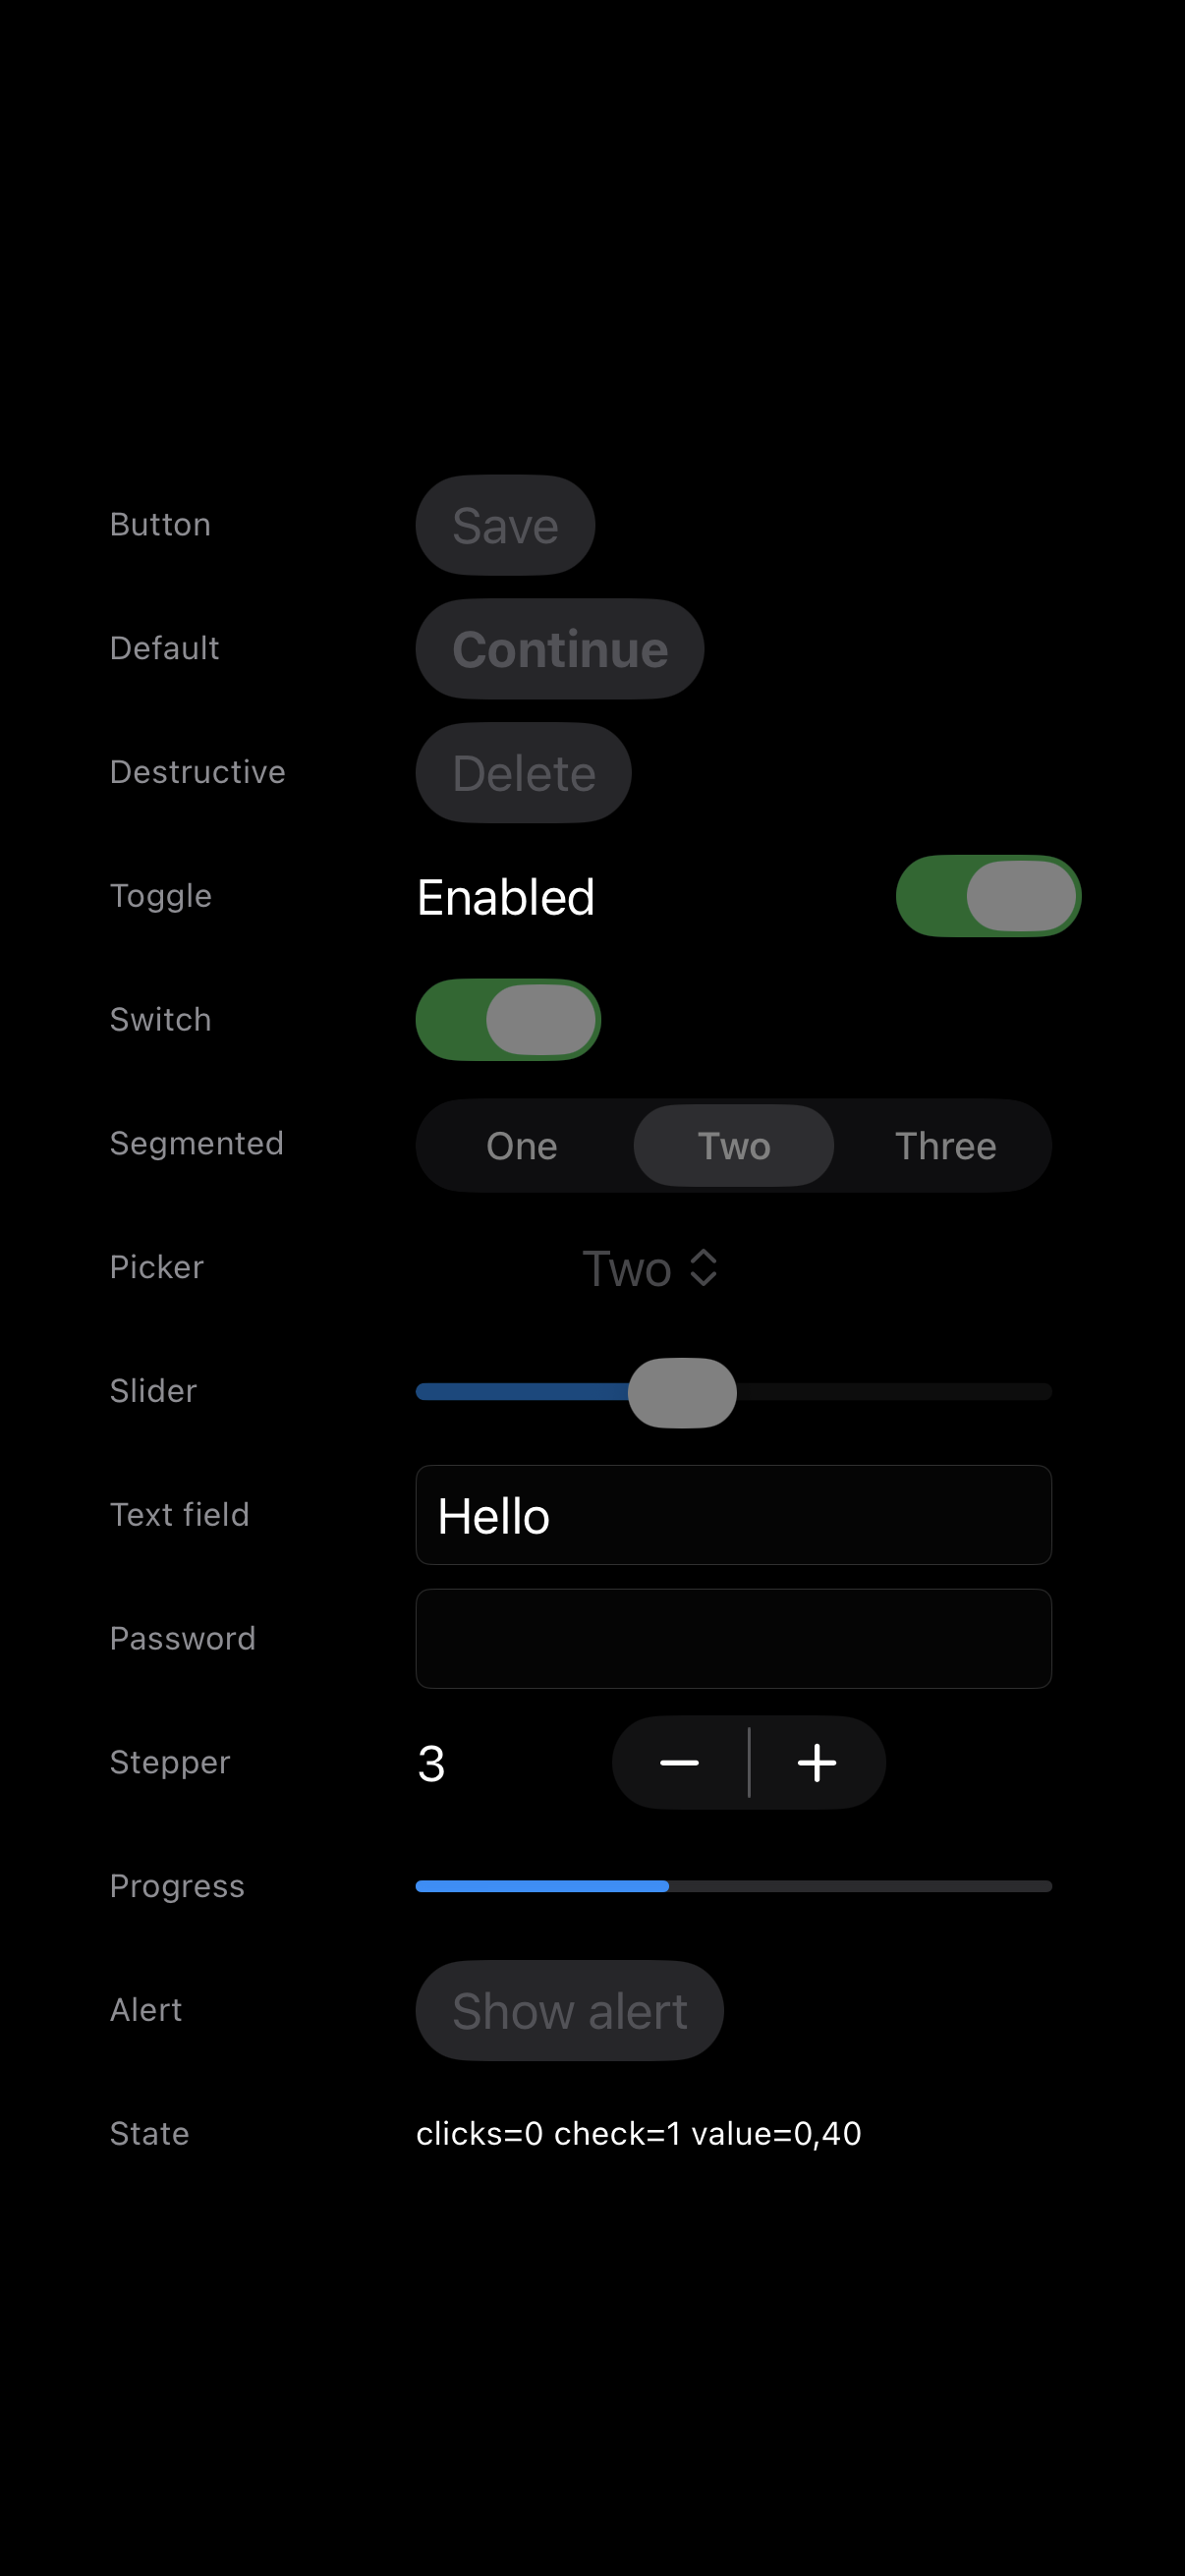 Button Save
Default Continue
Destructive Delete
Toggle Enabled
Switch
Segmented One Two Three
Picker Two
Slider
Text field Hello
Password
Stepper 3
Progress
Alert Show alert
State clicks=0 check=1 value=0,40